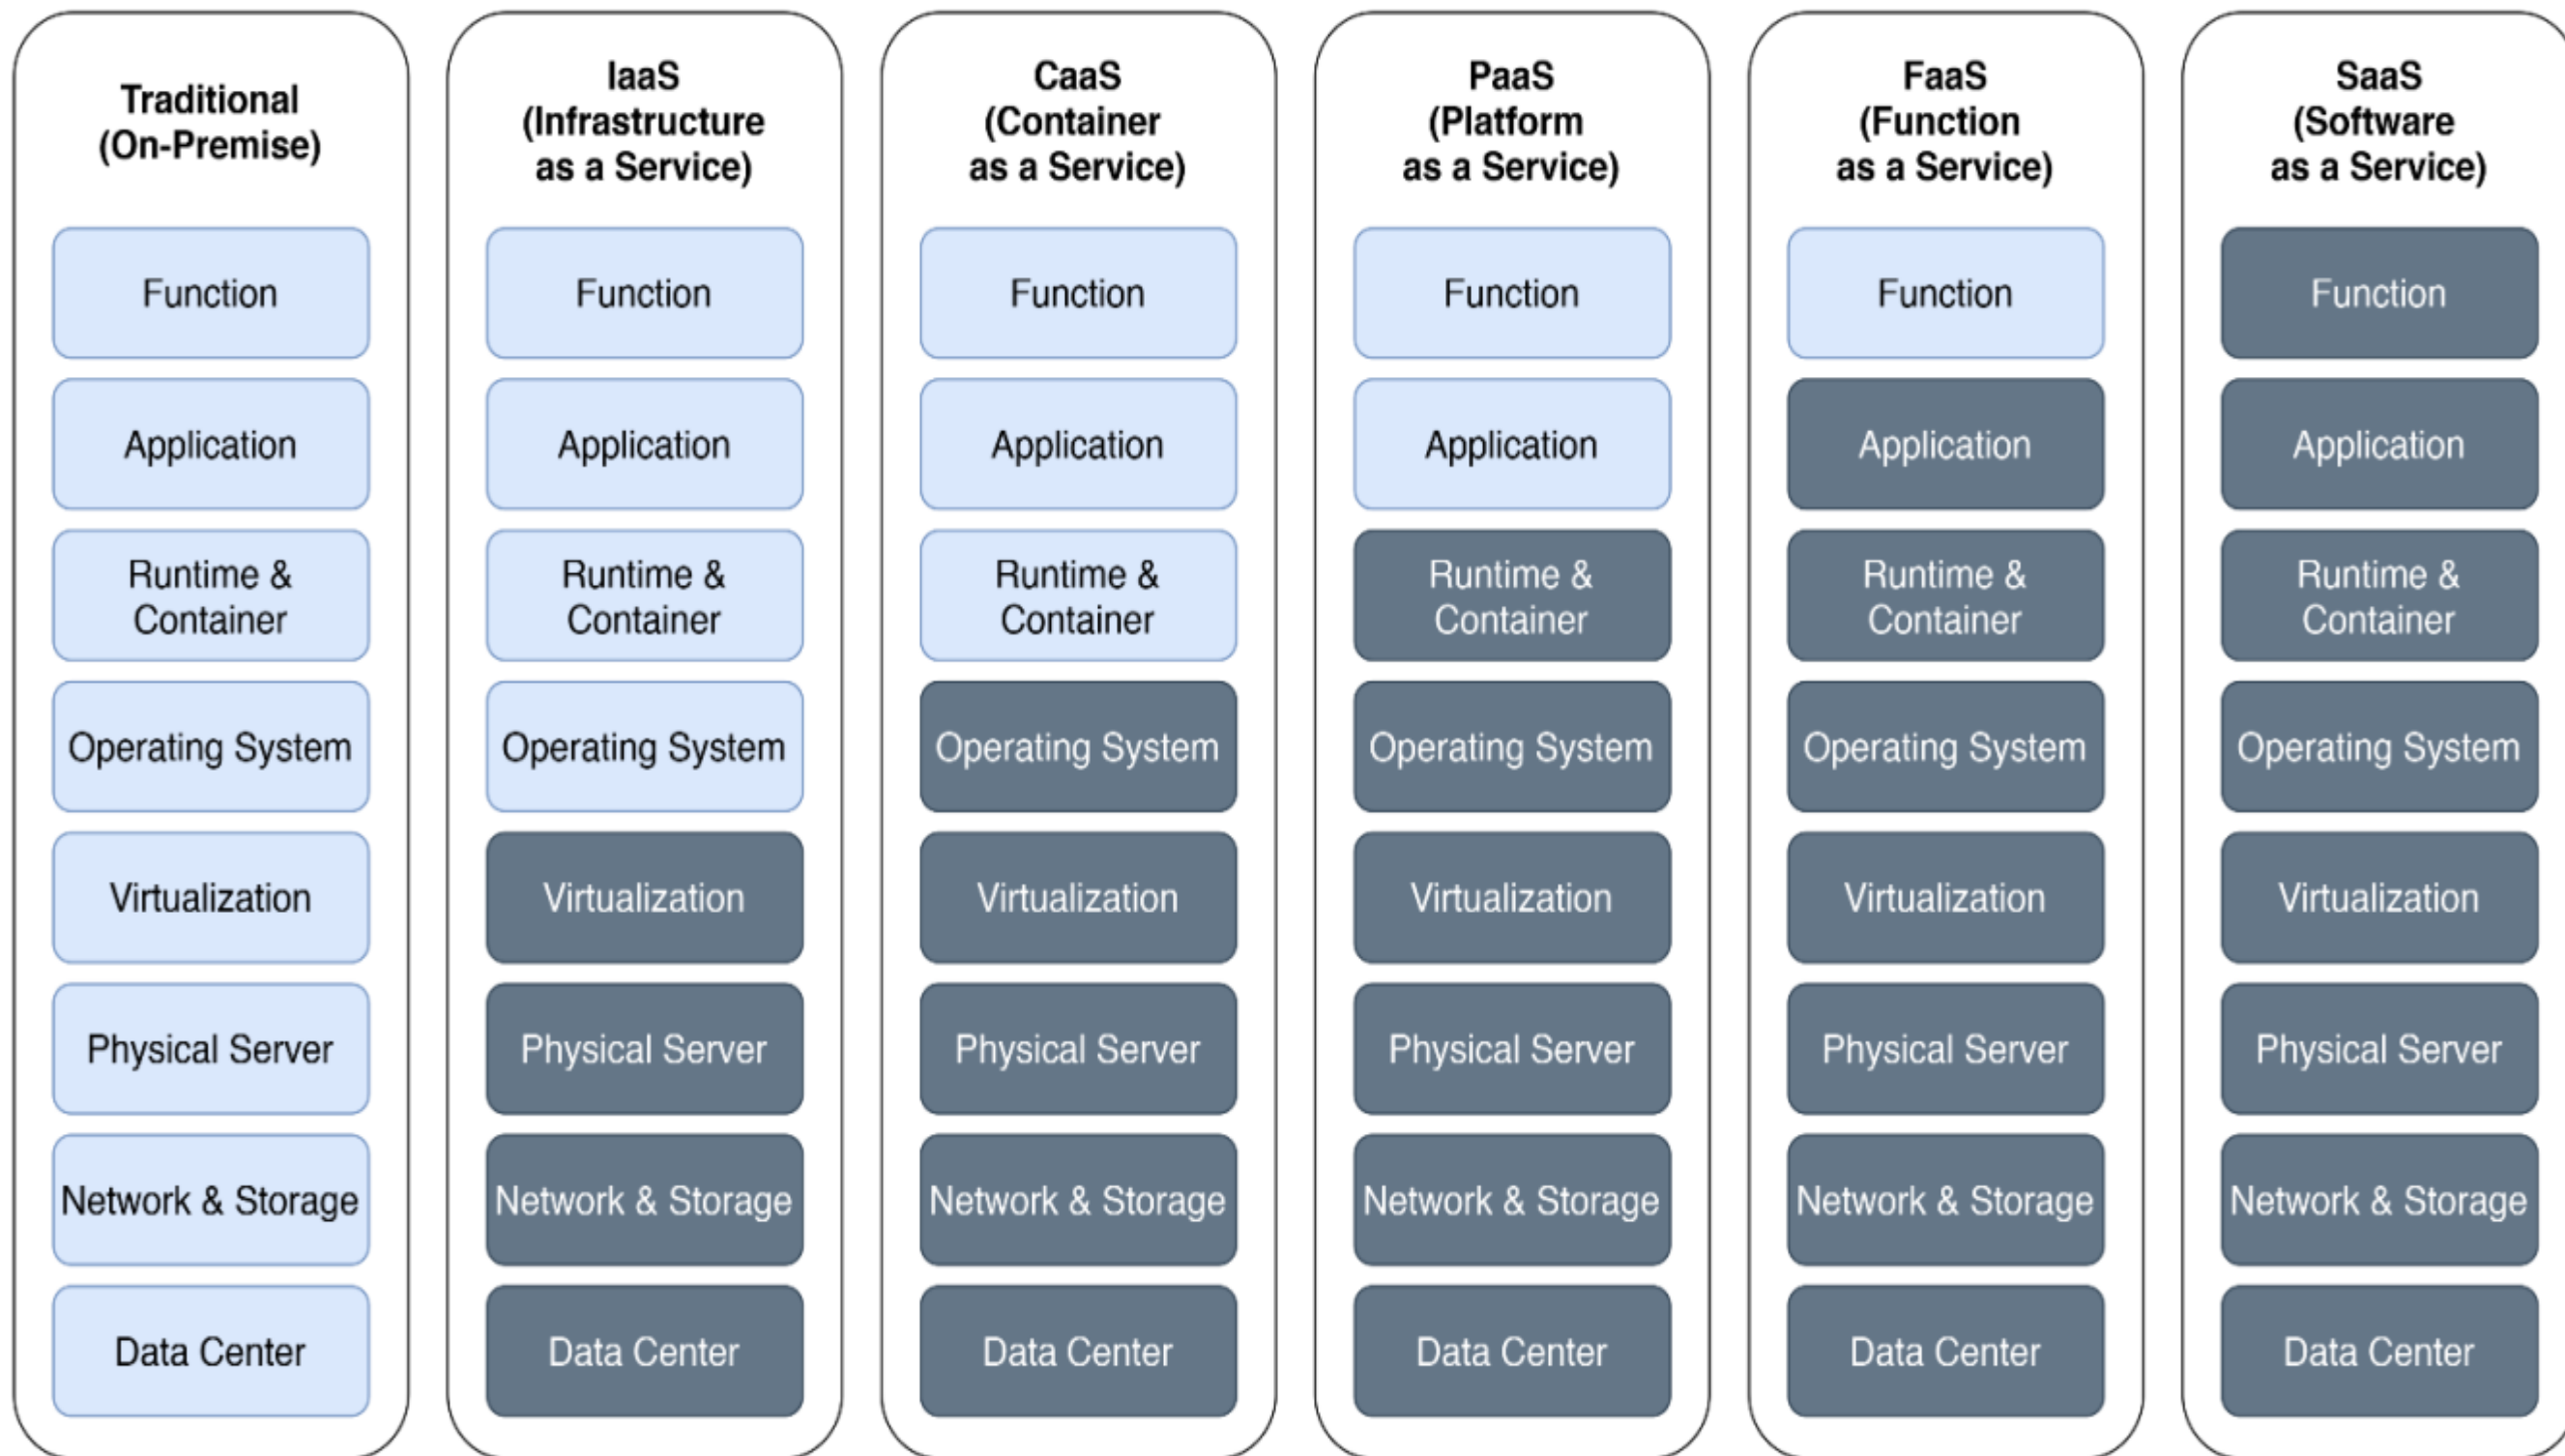 Traditional
(On-Premise)
Function
Application
Runtime &
Container
Operating System
Virtualization
Physical Server
Network & Storage
Data Center
IaaS
(Infrastructure
as a Service)
Function
Application
Runtime &
Container
Operating System
Virtualization
Physical Server
Network & Storage
Data Center
CaaS
(Container
as a Service)
Function
Application
Runtime &
Container
Operating System
Virtualization
Physical Server
Network & Storage
Data Center
PaaS
(Platform
as a Service)
Function
Application
Runtime &
Container
Operating System
Virtualization
Physical Server
Network & Storage
Data Center
FaaS
(Function
as a Service)
Function
Application
Runtime &
Container
Operating System
Virtualization
Physical Server
Network & Storage
Data Center
SaaS
(Software
as a Service)
Function
Application
Runtime &
Container
Operating System
Virtualization
Physical Server
Network & Storage
Data Center